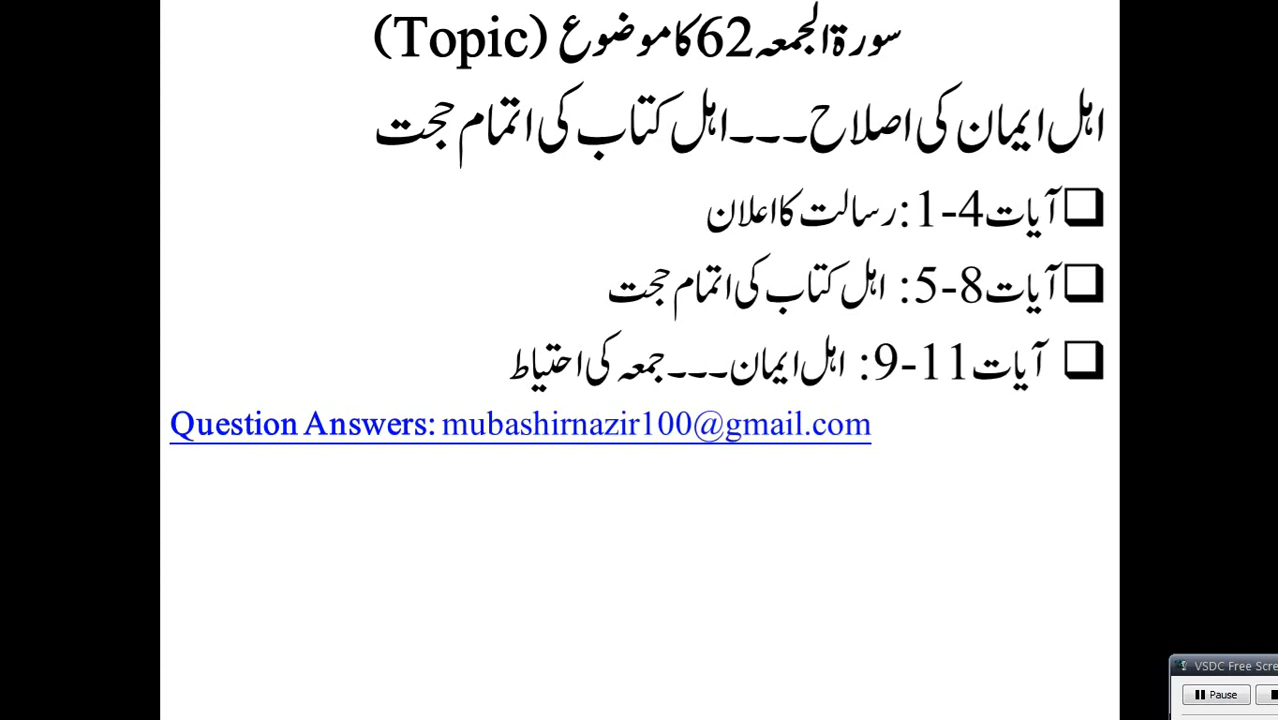 سورۃ الجمعہ 62 کا موضوع (Topic)
اہل ایمان کی اصلاح۔۔۔اہل کتاب کی اتمام حجت
❑ آیات 4-1: رسالت کا اعلان
❑ آیات 8-5: اہل کتاب کی اتمام حجت
❑ آیات 11-9: اہل ایمان۔۔۔جمعہ کی احتیاط
Question Answers: mubashirnazir100@gmail.com
VSDC Free Scre
Pause